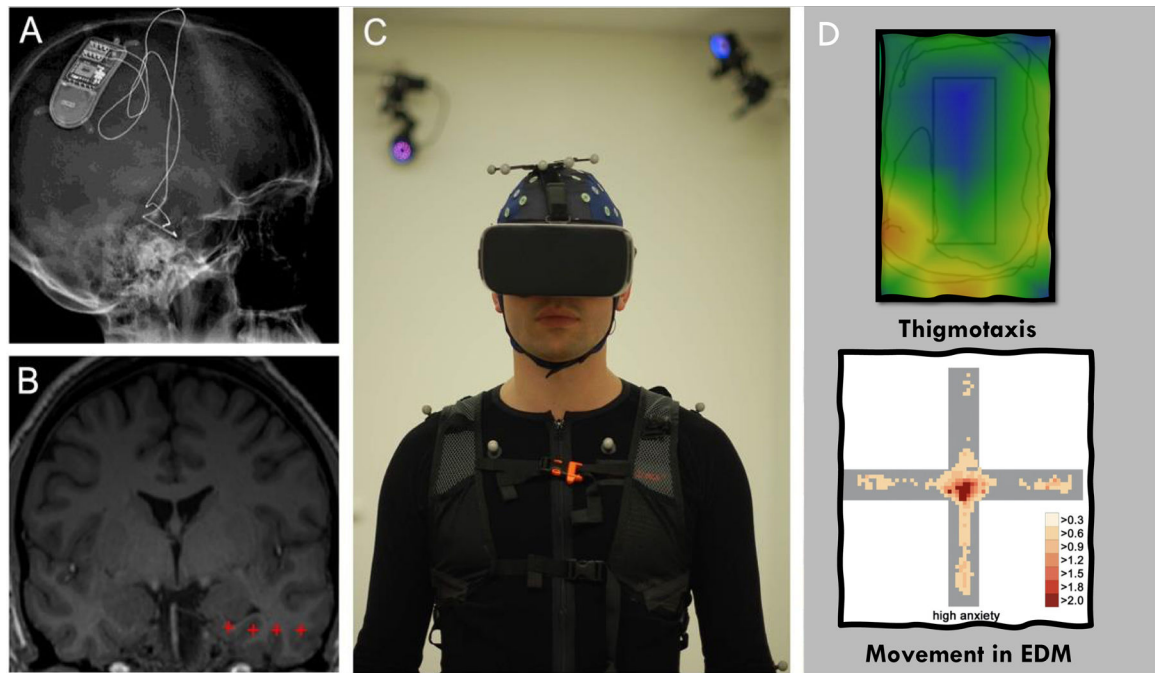 A
B
C
D
Thigmotaxis
>0.3
>0.6
>0.9
>1.2
>1.5
>1.8
>2.0
high anxiety
Movement in EDM